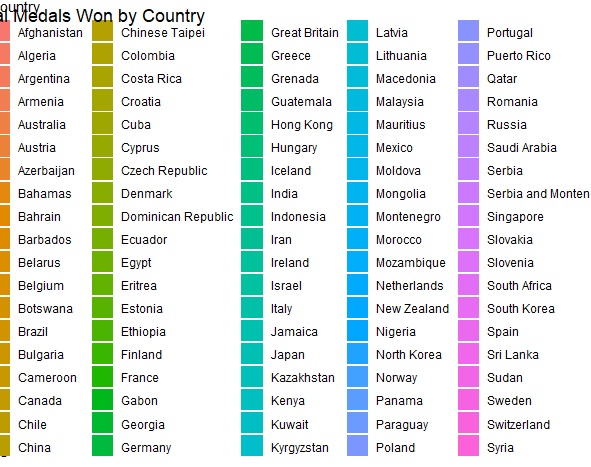 ountry
al Medals Won by Country
Afghanistan
Algeria
Argentina
Armenia
Australia
Austria
Azerbaijan
Bahamas
Bahrain
Barbados
Belarus
Belgium
Botswana
Brazil
Bulgaria
Cameroon
Canada
Chile
China
Chinese Taipei
Colombia
Costa Rica
Croatia
Cuba
Cyprus
Czech Republic
Denmark
Dominican Republic
Ecuador
Egypt
Eritrea
Estonia
Ethiopia
Finland
France
Gabon
Georgia
Germany
Great Britain
Greece
Grenada
Guatemala
Hong Kong
Hungary
Iceland
India
Indonesia
Iran
Ireland
Israel
Italy
Jamaica
Japan
Kazakhstan
Kenya
Kuwait
Kyrgyzstan
Latvia
Lithuania
Macedonia
Malaysia
Mauritius
Mexico
Moldova
Mongolia
Montenegro
Morocco
Mozambique
Netherlands
New Zealand
Nigeria
North Korea
Norway
Panama
Paraguay
Poland
Portugal
Puerto Rico
Qatar
Romania
Russia
Saudi Arabia
Serbia
Serbia and Monten
Singapore
Slovakia
Slovenia
South Africa
South Korea
Spain
Sri Lanka
Sudan
Sweden
Switzerland
Syria